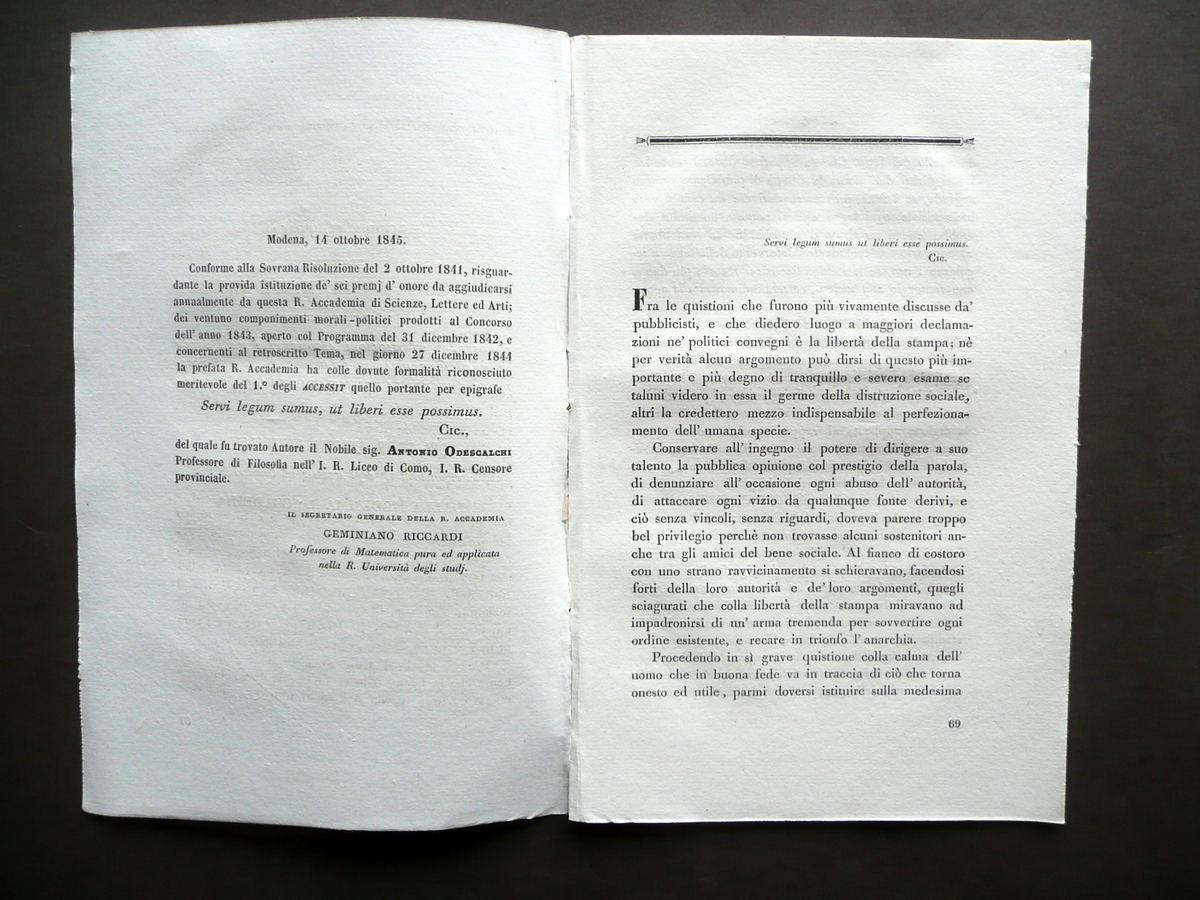 Modena, 14 ottobre 1845.
Conforme alla Sovrana Risoluzione del 2 ottobre 1841, risguar-
dante la provida istituzione de' sei premj d' onore da aggiudicarsi
annualmente da questa R. Accademia di Scienze, Lettere ed Arti;
dei ventuno componimenti morali-politici prodotti al Concorso
dell' anno 1843, aperto col Programma del 31 dicembre 1842, e
concernenti al retroscritto Tema, nel giorno 27 dicembre 1844
la prefata R. Accademia ha colle dovute formalità riconosciuto
meritevole del 1.° degli ACCESSIT quello portante per epigrafe
Servi legum sumus, ut liberi esse possimus.
CIC.,
del quale fu trovato Autore il Nobile sig. ANTONIO ODESCALCHI
Professore di Filosofia nell' I. R. Liceo di Como, I. R. Censore
provinciale.
IL SEGRETARIO GENERALE DELLA R. ACCADEMIA
GEMINIANO RICCARDI
Professore di Matematica pura ed applicata
nella R. Università degli studj.
Servi legum sumus ut liberi esse possimus.
CIC.
Fra le quistioni che furono più vivamente discusse da'
pubblicisti, e che diedero luogo a maggiori declama-
zioni ne' politici convegni è la libertà della stampa; nè
per verità alcun argomento può dirsi di questo più im-
portante e più degno di tranquillo e severo esame se
taluni videro in essa il germe della distruzione sociale,
altri la credettero mezzo indispensabile al perfeziona-
mento dell' umana specie.
Conservare all' ingegno il potere di dirigere a suo
talento la pubblica opinione col prestigio della parola,
di denunziare all' occasione ogni abuso dell' autorità,
di attaccare ogni vizio da qualunque fonte derivi, e
ciò senza vincoli, senza riguardi, doveva parere troppo
bel privilegio perchè non trovasse alcuni sostenitori an-
che tra gli amici del bene sociale. Al fianco di costoro
con uno strano ravvicinamento si schieravano, facendosi
forti della loro autorità e de' loro argomenti, quegli
sciagurati che colla libertà della stampa miravano ad
impadronirsi di un' arma tremenda per sovvertire ogni
ordine esistente, e recare in trionfo l' anarchia.
Procedendo in sì grave quistione colla calma dell'
uomo che in buona fede va in traccia di ciò che torna
onesto ed utile, parmi doversi istituire sulla medesima
69